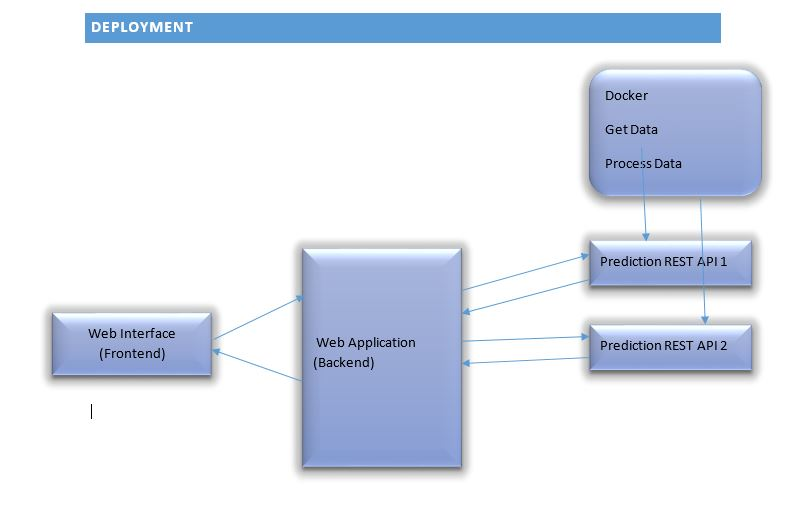 DEPLOYMENT
Docker
Get Data
Process Data
Prediction REST API 1
Web Interface
(Frontend)
Web Application
(Backend)
Prediction REST API 2